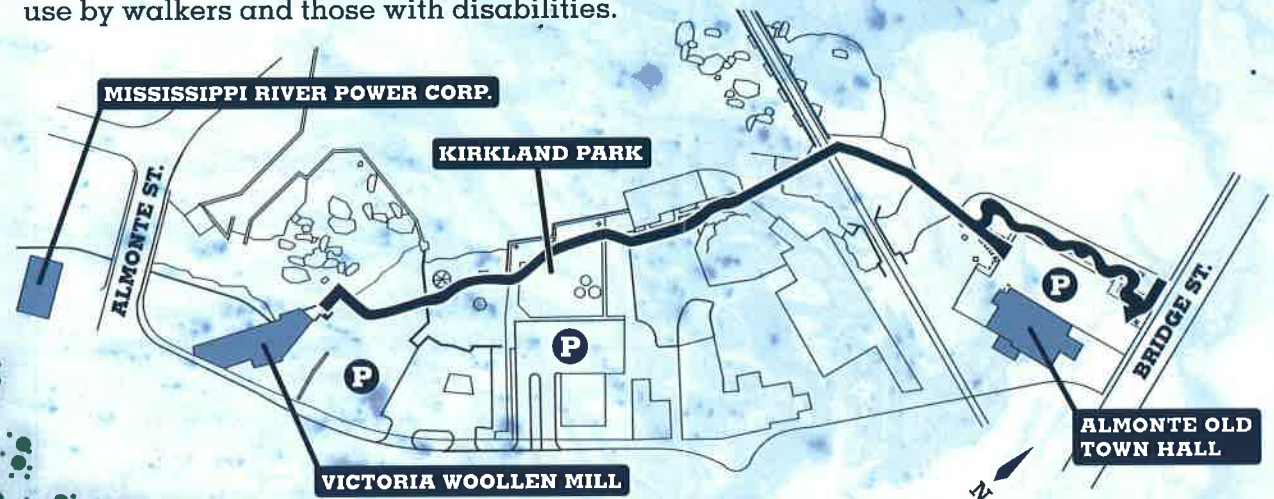 use by walkers and those with disabilities.
MISSISSIPPI RIVER POWER CORP.
KIRKLAND PARK
ALMONTE ST.
P
P
P
BRIDGE ST.
ALMONTE OLD
TOWN HALL
VICTORIA WOOLLEN MILL
N